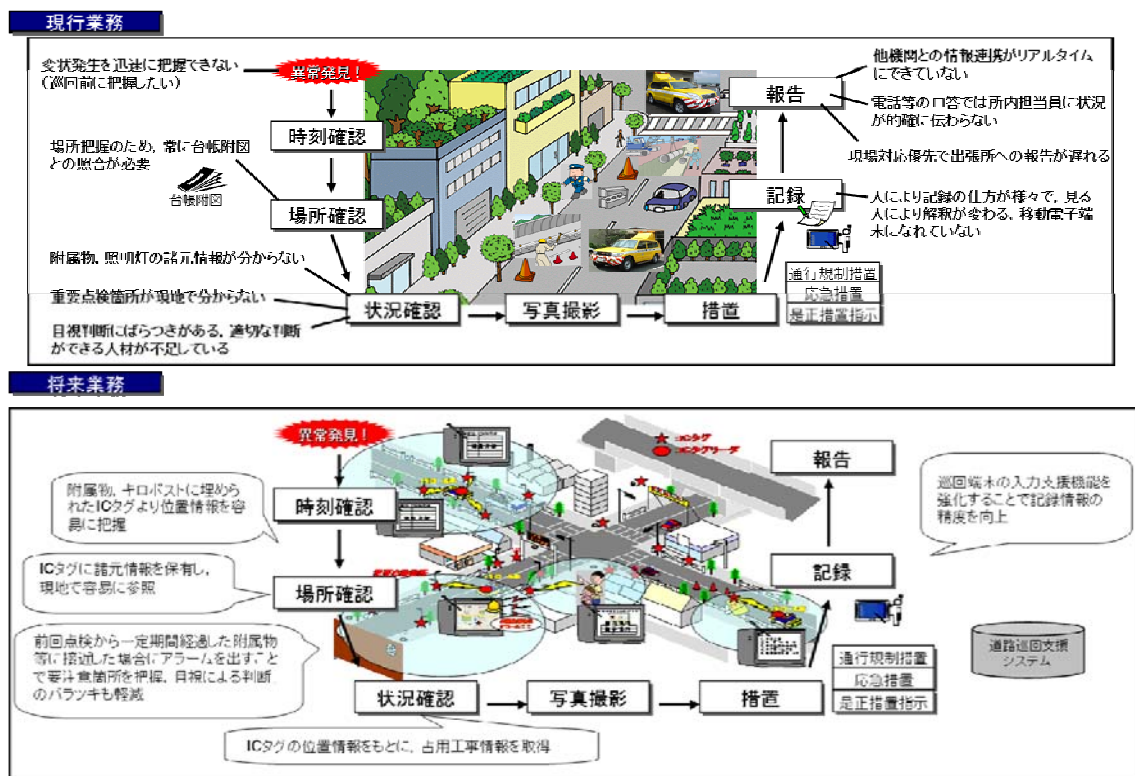 現行業務
変状発生を迅速に把握できない
(巡回前に把握したい)
異常発見！
時刻確認
場所把握のため，常に台帳附図
との照合が必要
台帳附図
場所確認
附属物，照明灯の諸元情報が分からない
重要点検箇所が現地で分からない
目視判断にばらつきがある，適切な判断
ができる人材が不足している
状況確認
写真撮影
措置
通行規制措置
応急措置
是正措置指示
記録
人により記録の仕方が様々で，見る
人により解釈が変わる，移動電子端
末になれていない
報告
他機関との情報連携がリアルタイム
にできていない
電話等の口答では所内担当員に状況
が的確に伝わらない
現場対応優先で出張所への報告が遅れる
将来業務
異常発見！
時刻確認
附属物，キロポストに埋められ
たICタグより位置情報を容
易に把握
ICタグに諸元情報を保有し，
現地で容易に参照
場所確認
前回点検から一定期間経過した附属物
等に接近した場合にアラームを出すこと
で要注意箇所を把握，目視による判断
のバラツキも軽減
状況確認
ICタグの位置情報をもとに，占用工事情報を取得
写真撮影
措置
通行規制措置
応急措置
是正措置指示
記録
報告
巡回端末の入力支援機能を
強化することで記録情報の
精度を向上
道路巡回支援
システム